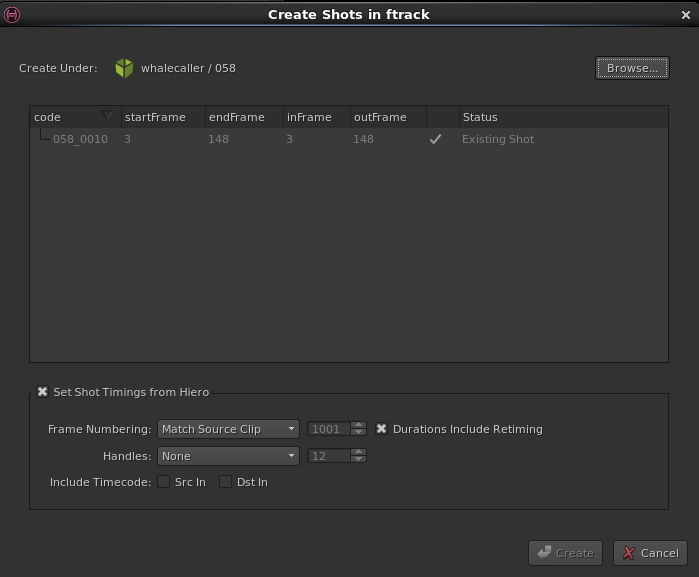 Create Shots in ftrack
Create Under: whalecaller / 058 Browse...
code startFrame endFrame inFrame outFrame Status
058_0010 3 148 3 148 Existing Shot
Set Shot Timings from Hiero
Frame Numbering: Match Source Clip 1001 Durations Include Retiming
Handles: None 12
Include Timecode: Src In Dst In
Create Cancel